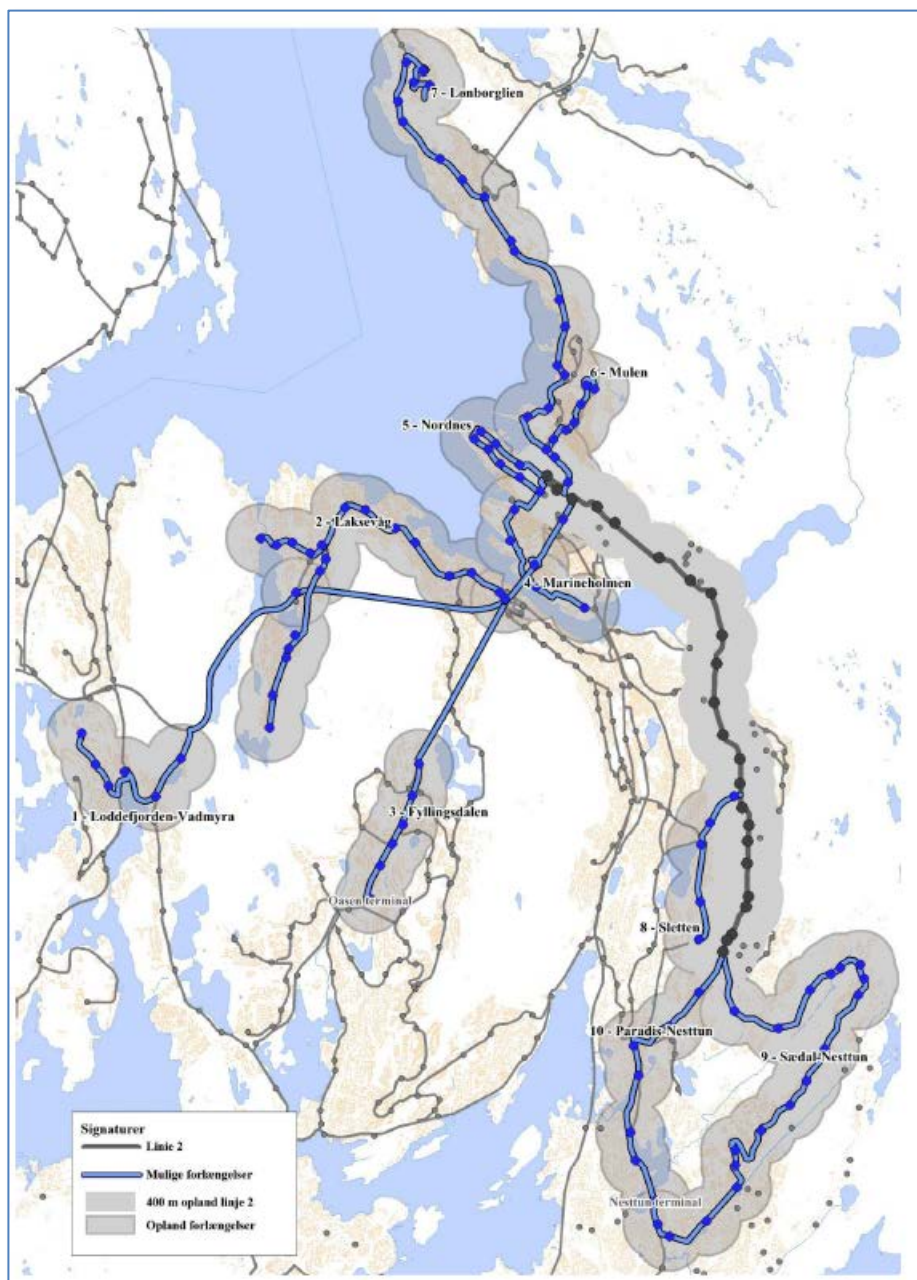 7 - Lønborglien
6 - Mulen
5 - Nordnes
2 - Laksevåg
4 - Marineholmen
1 - Loddefjorden-Vadmyra
3 - Fyllingsdalen
Oasen terminal
8 - Sletten
10 - Paradis-Nesttun
9 - Sædal-Nesttun
Nesttun terminal
Signaturer
Linie 2
Mulige forlængelser
400 m opland linje 2
Opland forlængelser